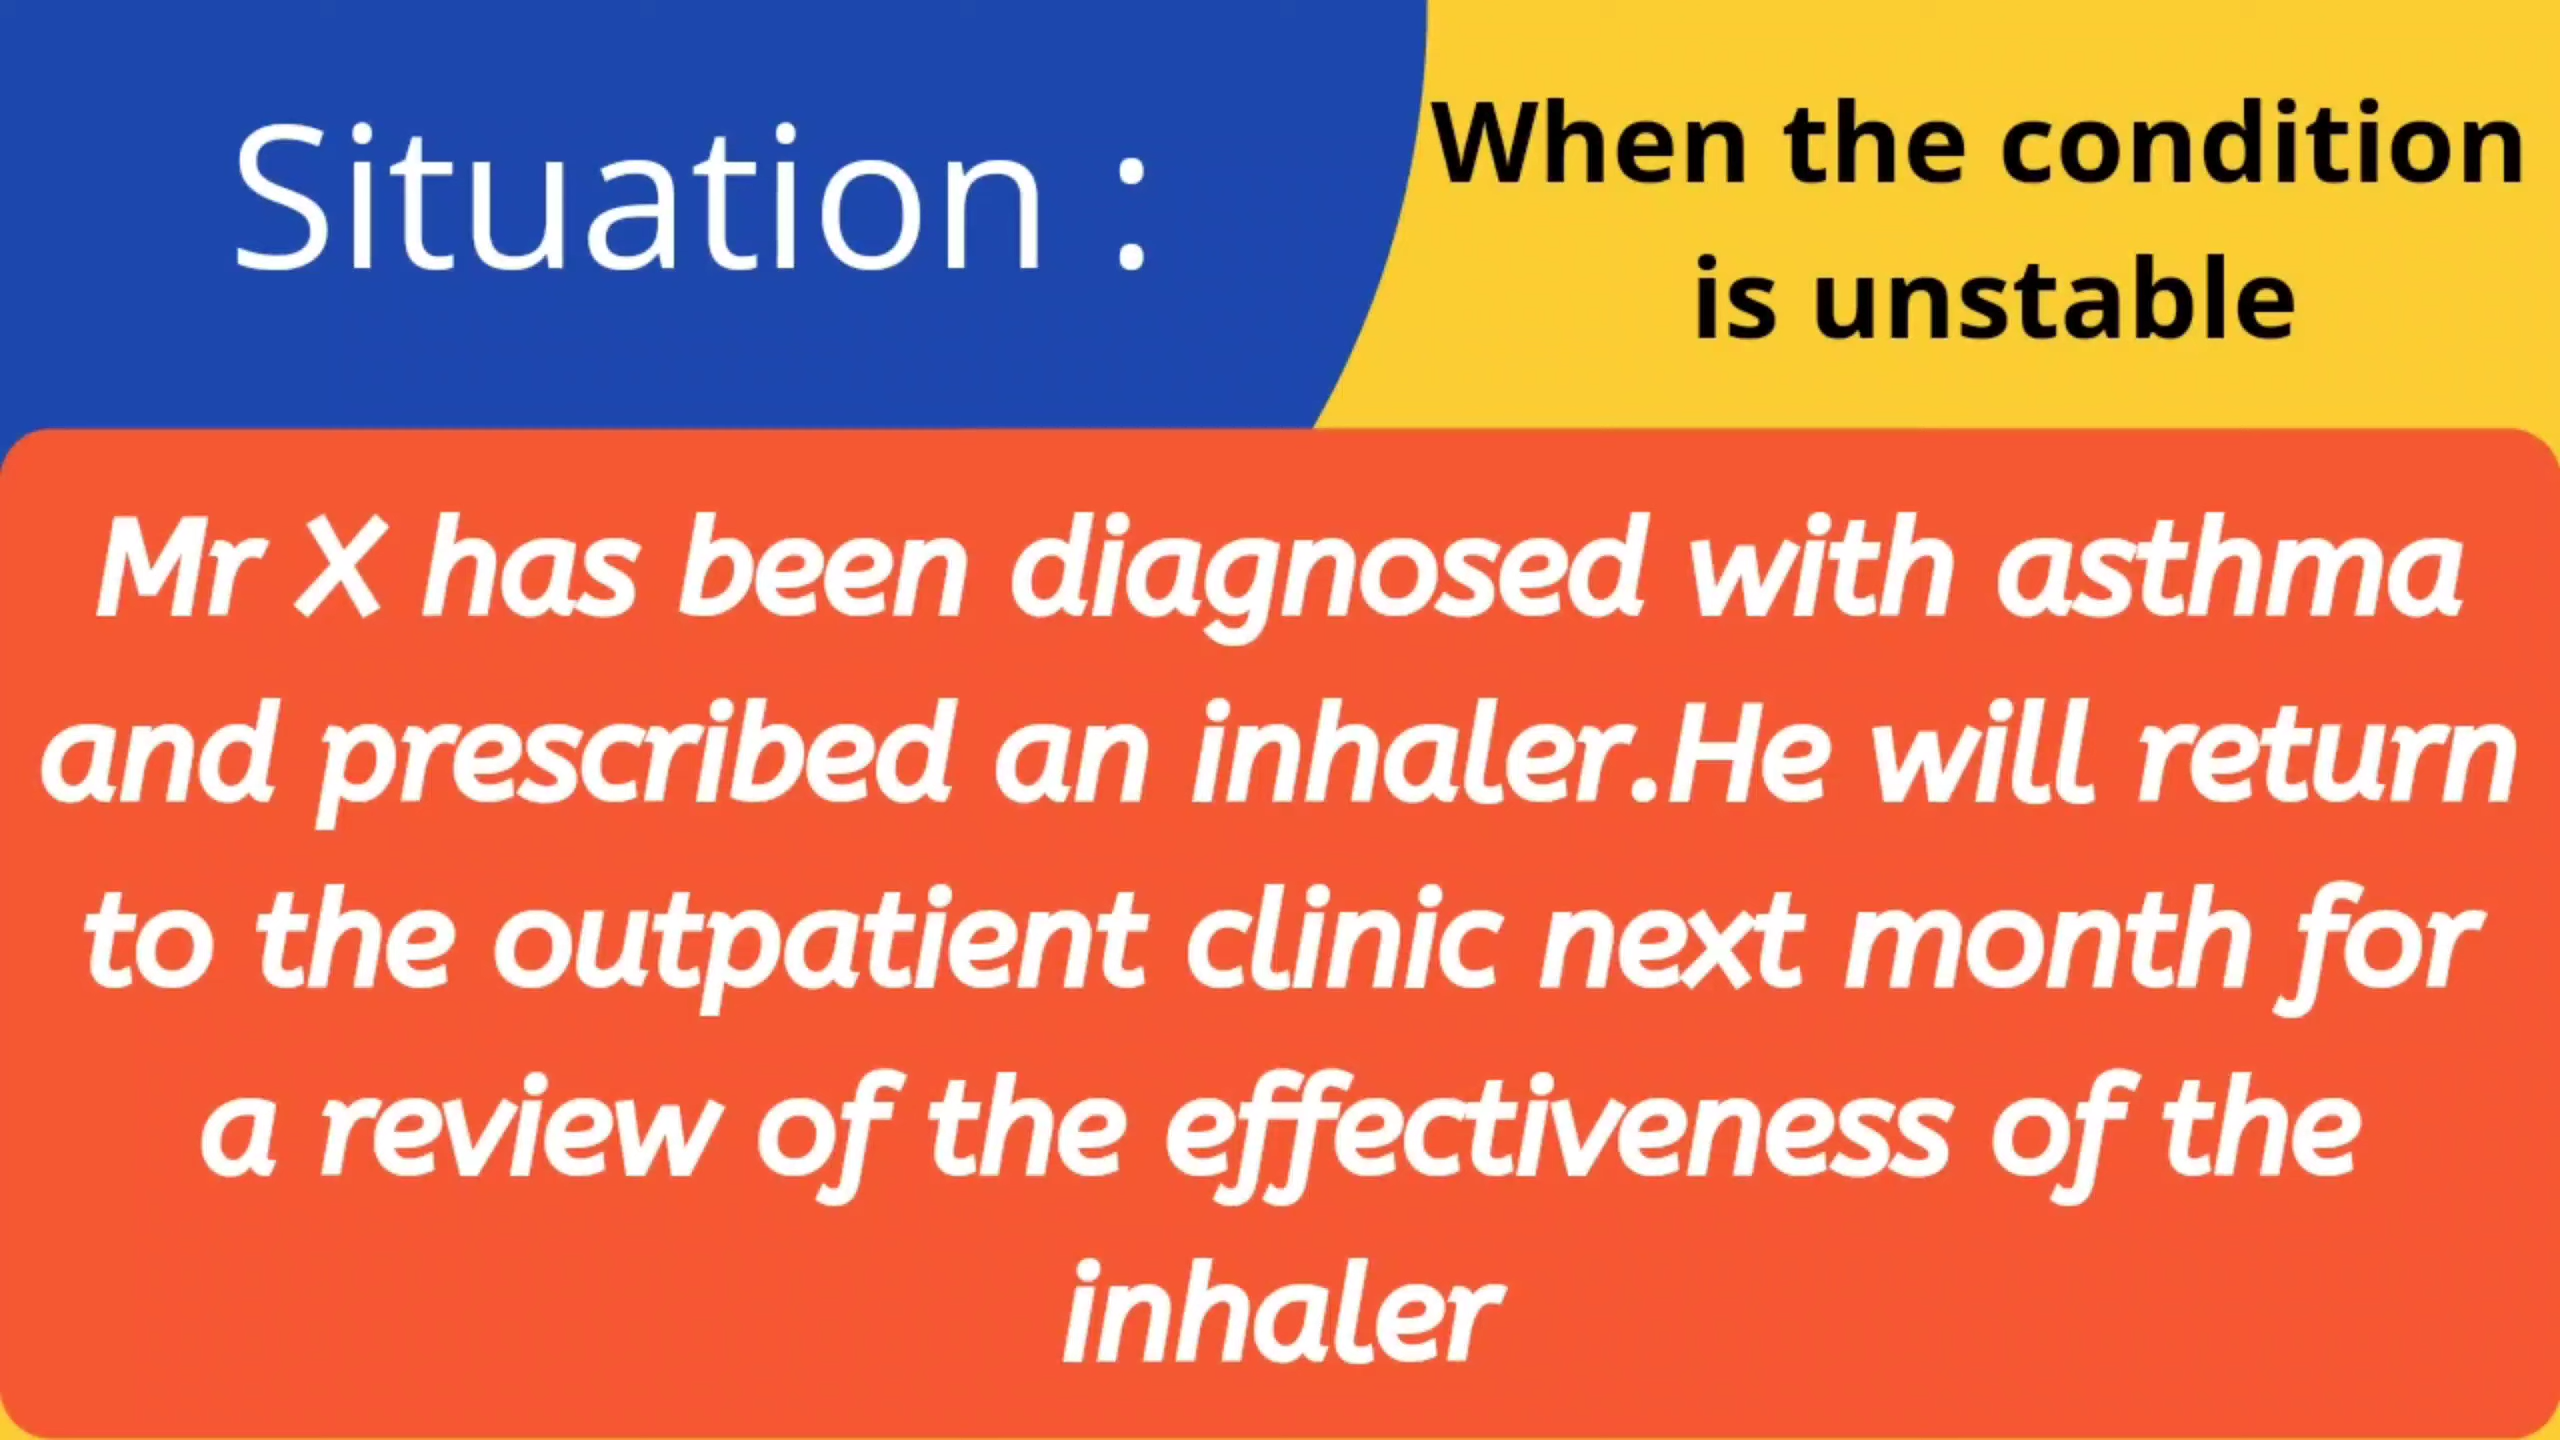 Situation :
When the condition
is unstable
Mr X has been diagnosed with asthma
and prescribed an inhaler.He will return
to the outpatient clinic next month for
a review of the effectiveness of the
inhaler